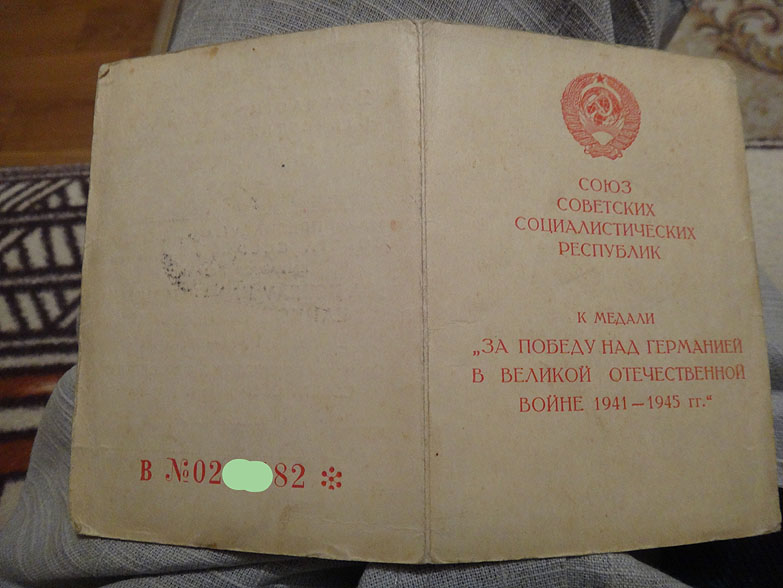 СОЮЗ
СОВЕТСКИХ
СОЦИАЛИСТИЧЕСКИХ
РЕСПУБЛИК
К МЕДАЛИ
„ЗА ПОБЕДУ НАД ГЕРМАНИЕЙ
В ВЕЛИКОЙ ОТЕЧЕСТВЕННОЙ
ВОЙНЕ 1941—1945 гг.“
В №02 82 *